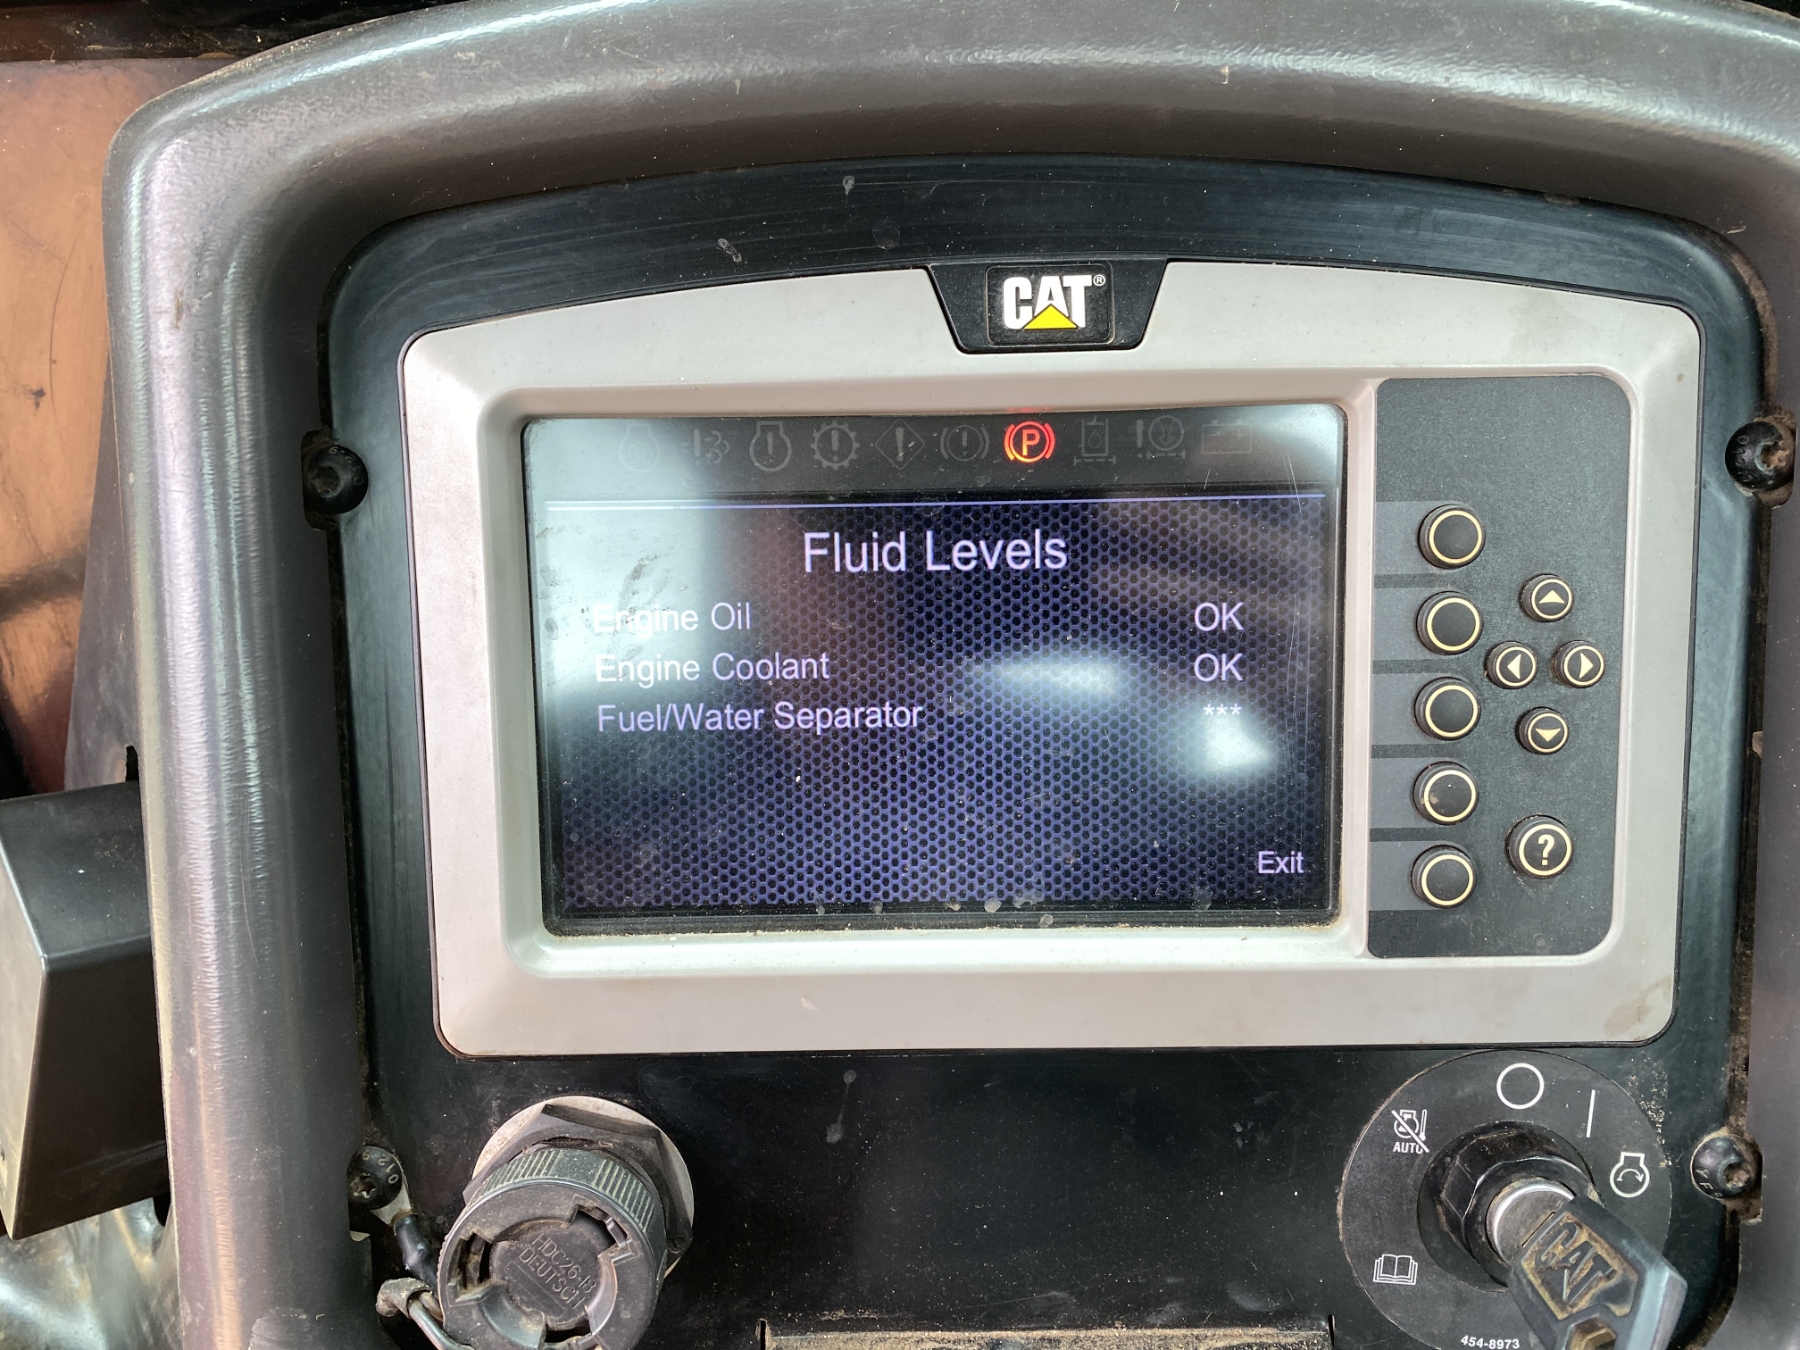 CAT®
P
Fluid Levels
Engine Oil OK
Engine Coolant OK
Fuel/Water Separator ***
Exit
?
AUTO
HDC26-18
DEUTSCH
CAT
454-8973